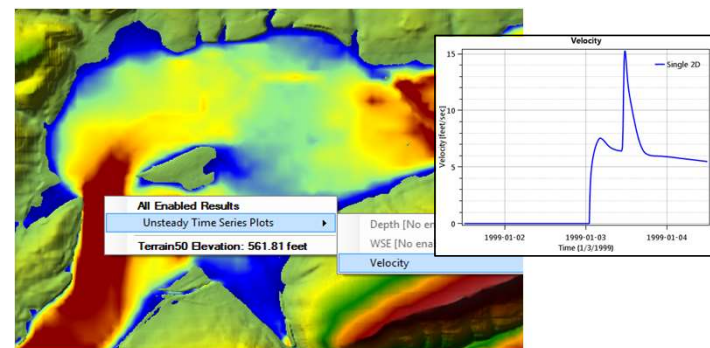 All Enabled Results
Unsteady Time Series Plots
Terrain50 Elevation: 561.81 feet
Depth [No en
WSE [No ena
Velocity
Velocity
Single 2D
Velocity [feet/sec]
15
10
5
0
1999-01-02
1999-01-03
1999-01-04
Time (1/3/1999)